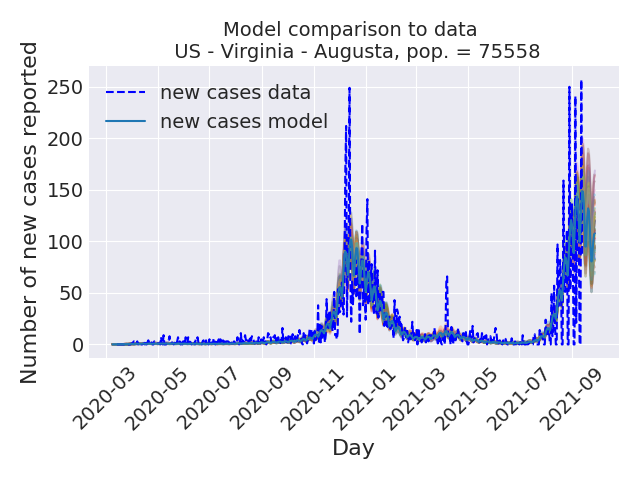 Model comparison to data
US - Virginia - Augusta, pop. = 75558
Number of new cases reported
250
200
150
100
50
0
new cases data
new cases model
2020-03
2020-05
2020-07
2020-09
2020-11
2021-01
2021-03
2021-05
2021-07
2021-09
Day